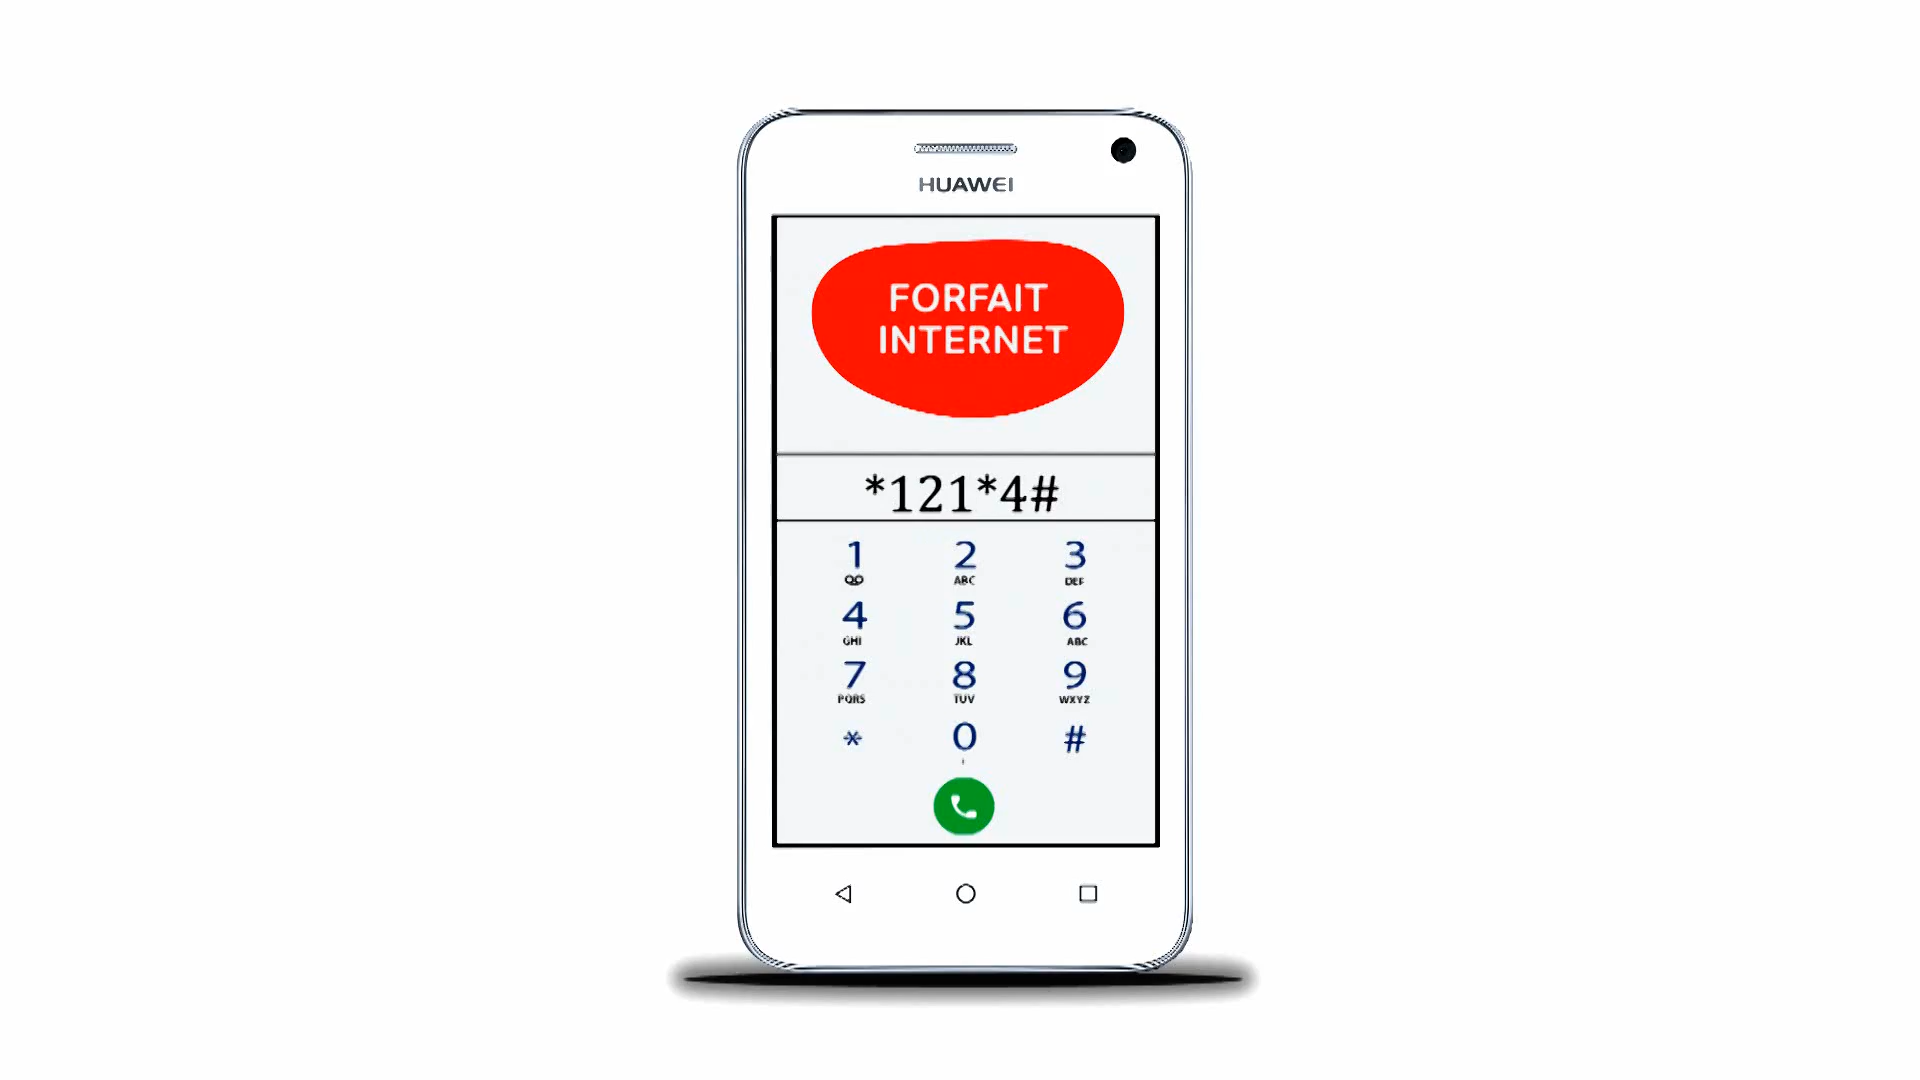 HUAWEI
FORFAIT
INTERNET
*121*4#
1 2 3
ABC DEF
4 5 6
GHI JKL ABC
7 8 9
PQRS TUV WXYZ
* 0 #